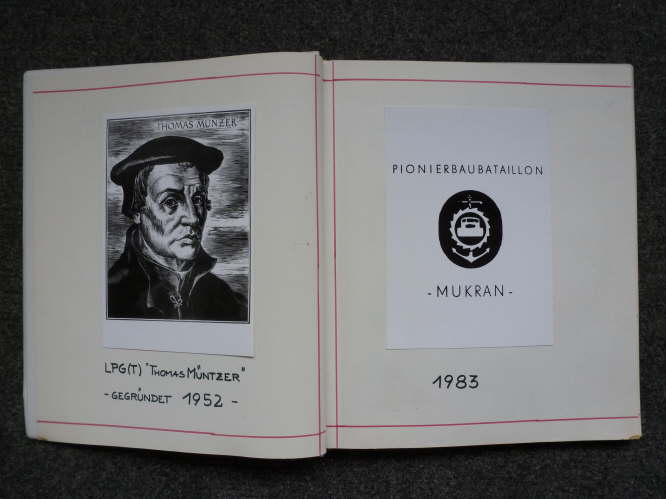 THOMAS MÜNZER
LPG(T) "THOMAS MÜNTZER"
- GEGRÜNDET 1952 -
PIONIERBAUBATAILLON
- MUKRAN -
1983